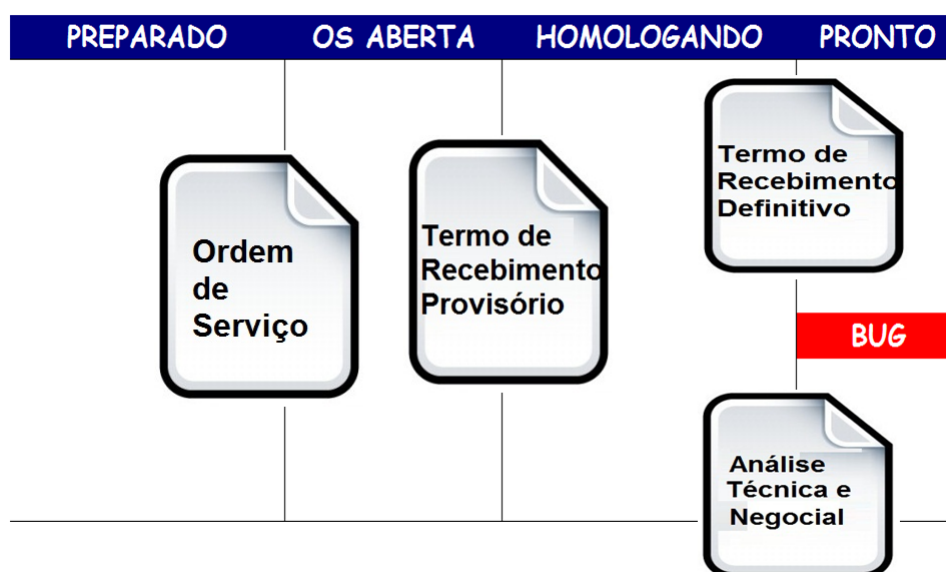 PREPARADO
OS ABERTA
HOMOLOGANDO
PRONTO
Ordem
de
Serviço
Termo de
Recebimento
Provisório
Termo de
Recebimento
Definitivo
BUG
Análise
Técnica e
Negocial